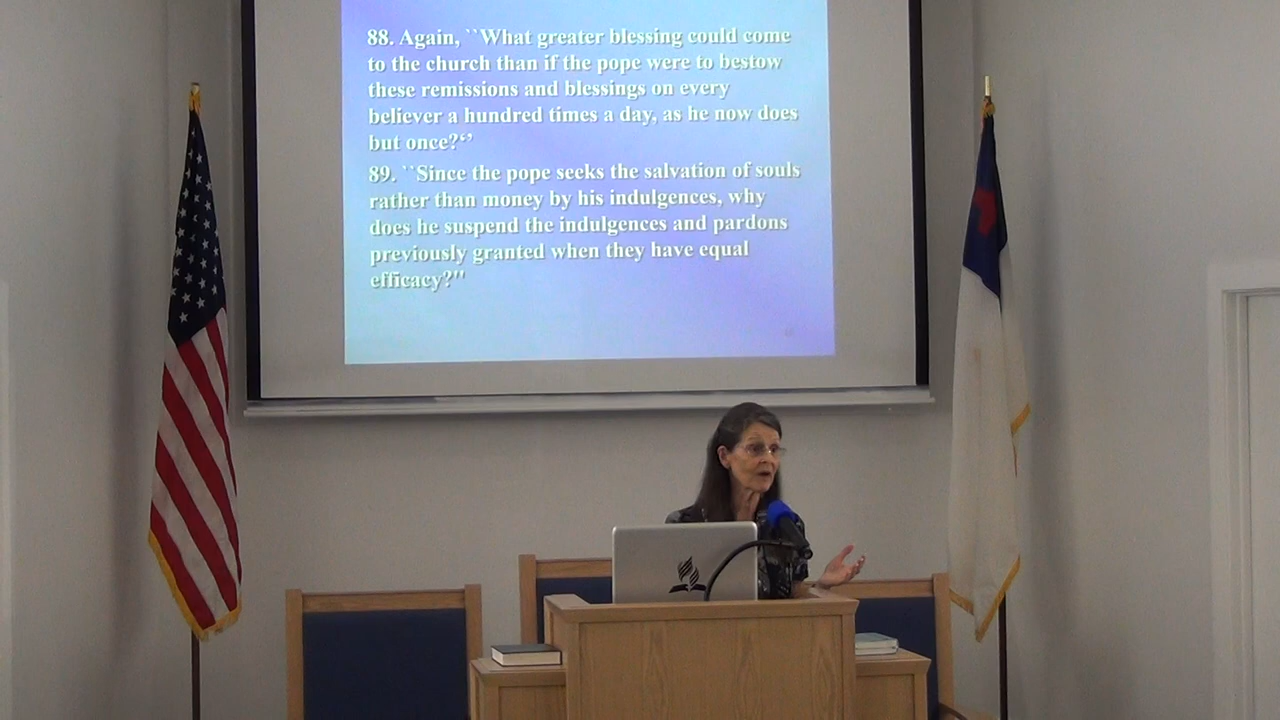 88. Again, ``What greater blessing could come
to the church than if the pope were to bestow
these remissions and blessings on every
believer a hundred times a day, as he now does
but once?‘’
89. ``Since the pope seeks the salvation of souls
rather than money by his indulgences, why
does he suspend the indulgences and pardons
previously granted when they have equal
efficacy?"